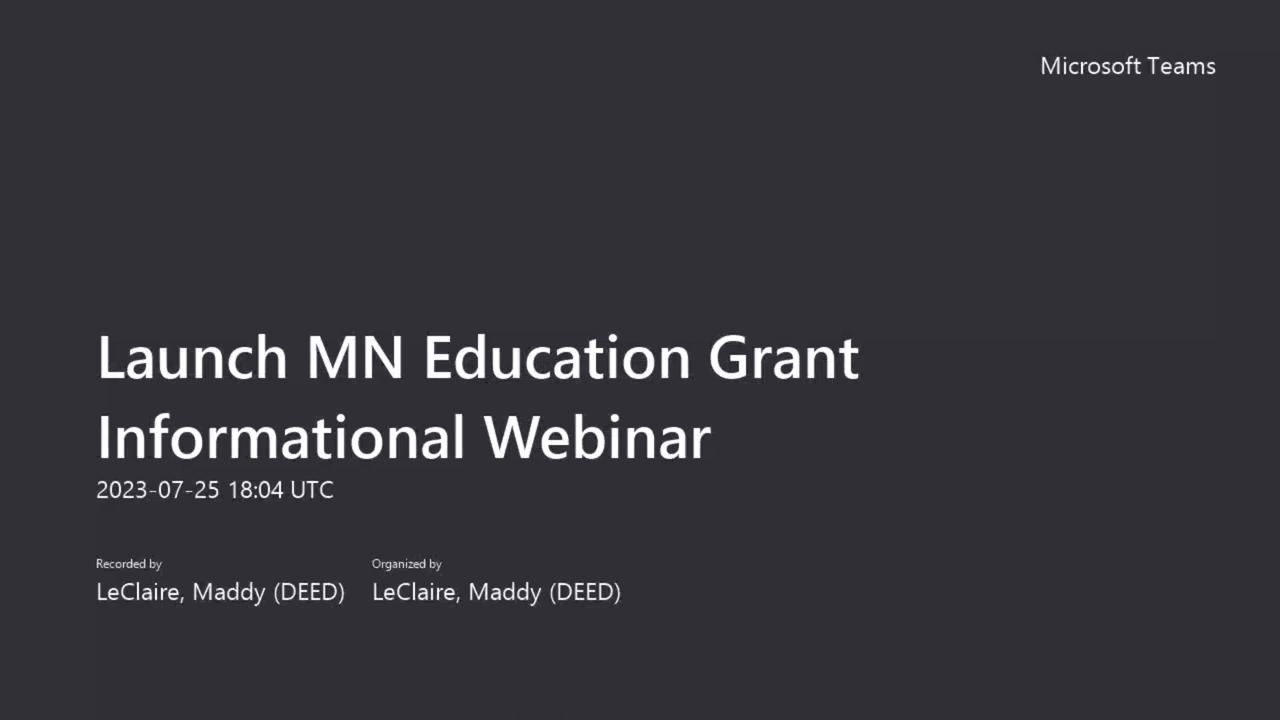 Microsoft Teams
Launch MN Education Grant
Informational Webinar
2023-07-25 18:04 UTC
Recorded by Organized by
LeClaire, Maddy (DEED) LeClaire, Maddy (DEED)